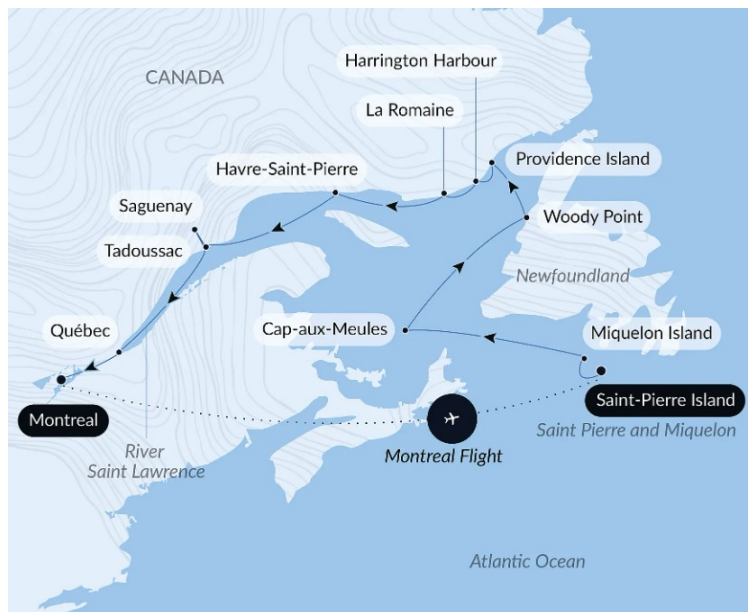 Harrington Harbour
CANADA
La Romaine
Providence Island
Havre-Saint-Pierre
Saguenay
Woody Point
Tadoussac
Newfoundland
Québec
Cap-aux-Meules
Miquelon Island
Saint-Pierre Island
Montreal
Saint Pierre and Miquelon
River
Saint Lawrence
Montreal Flight
Atlantic Ocean